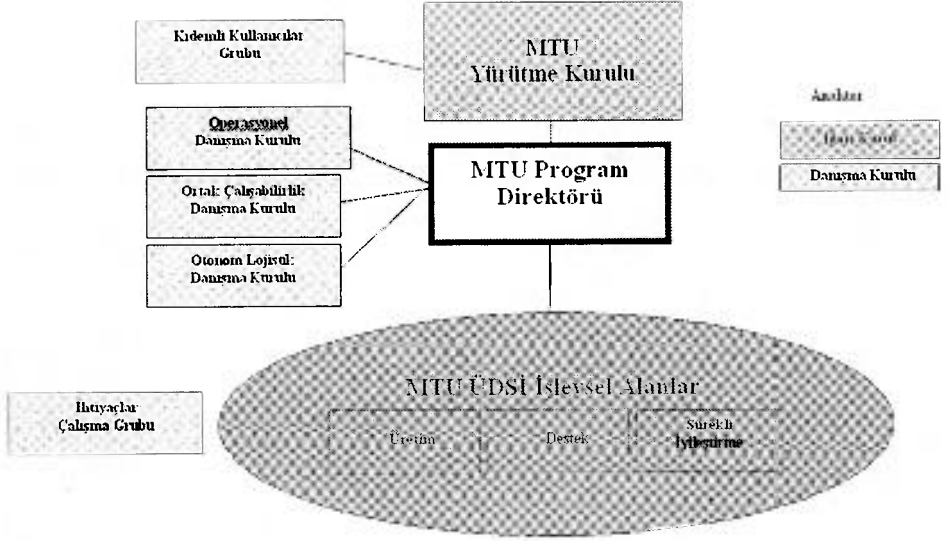 Kıdemli Kullanıcılar
Grubu
MTU
Yürütme Kurulu
Operasyonel
Danışma Kurulu
Ortak Çalışabilirlik
Danışma Kurulu
Otonom Lojistik
Danışma Kurulu
MTU Program
Direktörü
Anahtar
Kurul
Danışma Kurulu
MTU ÜDSİ İşlevsel Alanlar
Üretim
Destek
Sürekli
İyileştirme
İhtiyaçlar
Çalışma Grubu